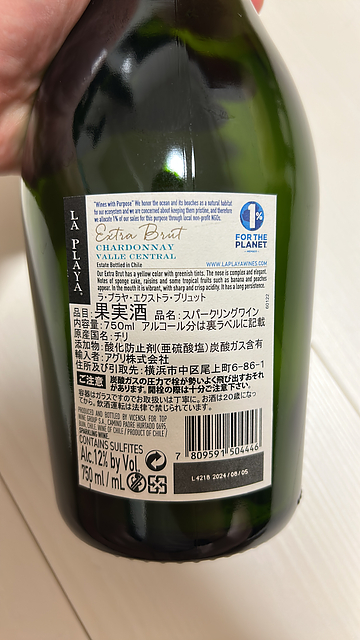 LA PLAYA®
"Wines with Purpose" We honor the ocean and its beaches as a natural habitat
for our ecosystem and we are concerned about keeping them pristine, and therefore
we allocate 1% of our sales for this purpose through local non-profit NGOs.
1%
FOR THE
PLANET
Extra Brut
CHARDONNAY
VALLE CENTRAL
Estate Bottled in Chile
WWW.LAPLAYAWINES.COM
Our Extra Brut has a yellow color with greenish tints. The nose is complex and elegant.
Notes of sponge cake, raisins and some tropical fruits such as banana and peaches
appear. In the mouth it is vibrant, with sharp and crisp acidity. It has a long finish.
ラ・プラヤ・エクストラ・ブリュット
品目:果実酒 品名:スパークリングワイン
内容量:750ml アルコール分は裏ラベルに記載
原産国名:チリ
添加物:酸化防止剤(亜硫酸塩)炭酸ガス含有
輸入者:アグリ株式会社
住所及び引取先:横浜市中区尾上町6-86-1
ご注意 炭酸ガスの圧力で栓が勢いよく飛び出すおそれ
があります。開栓の際は十分ご注意下さい。
容器はガラスですのでお取扱いは丁寧に。お酒は20歳になっ
てから。飲酒運転は法律で禁じられています。
PRODUCED AND BOTTLED BY VICENSA FOR TOP
WINE GROUP S.A., CAMINO PADRE HURTADO 0695,
BUIN, CHILE. WINE OF CHILE / PRODUCT OF CHILE /
SPARKLING WINE.
CONTAINS SULFITES
Alc.12% by Vol.
750 ml / mL
7 809591 504446
L 4218 2024/08/05